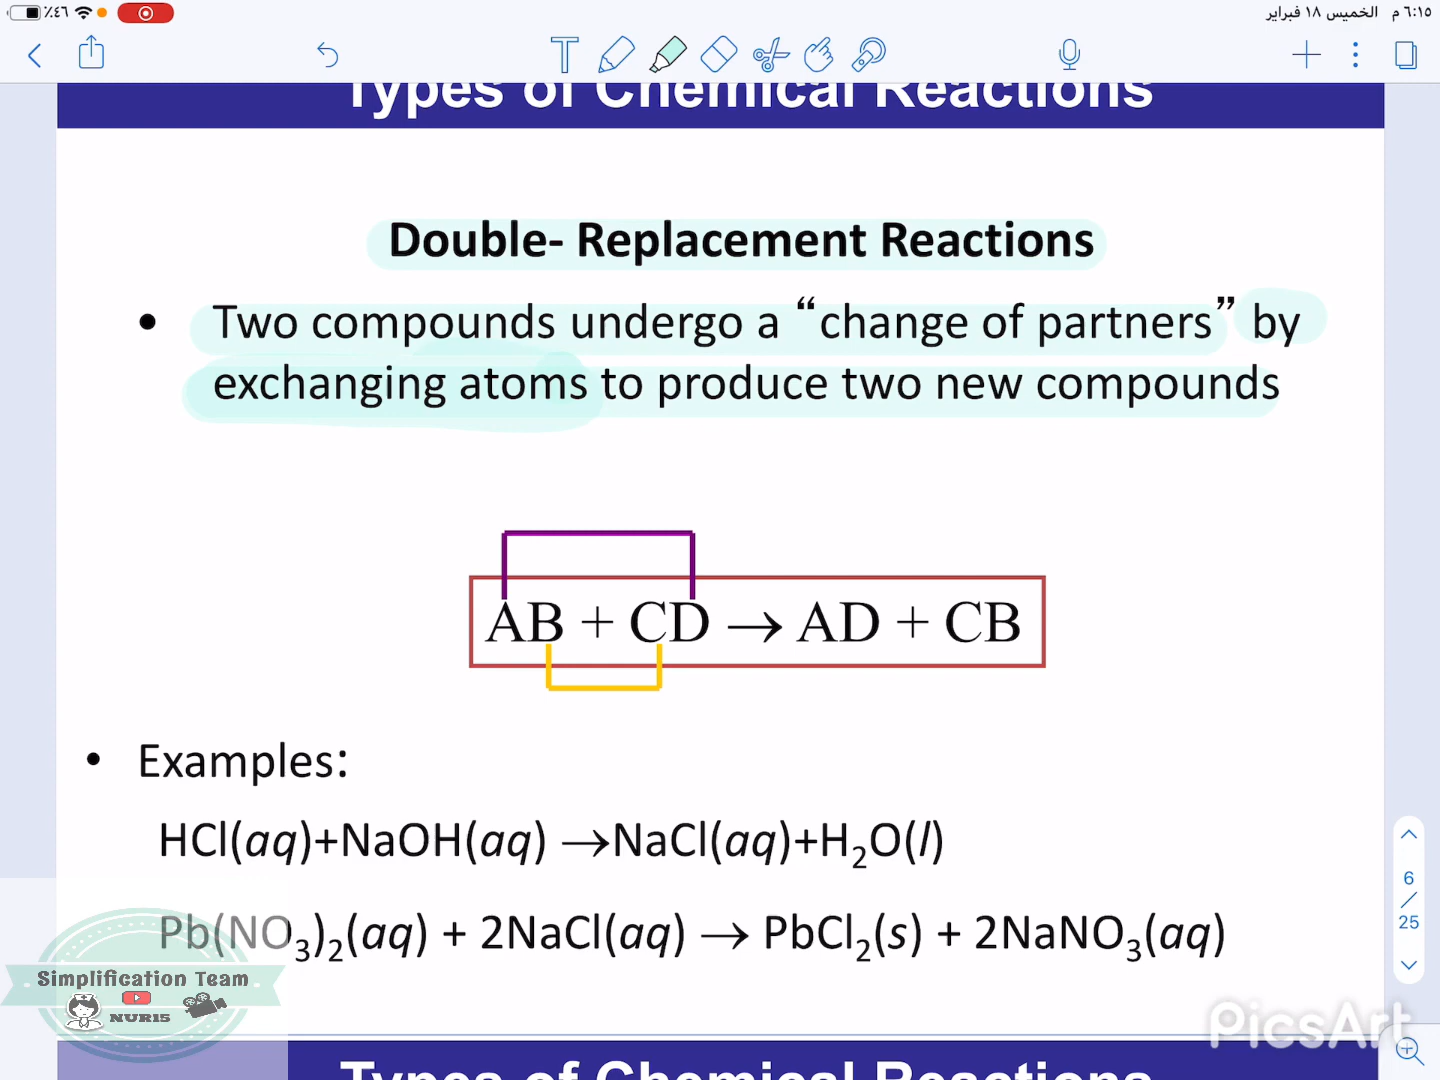 ٪٤٦
٦:١٥ م الخميس ١٨ فبراير
T
Types of Chemical Reactions
Double- Replacement Reactions
• Two compounds undergo a “change of partners” by
exchanging atoms to produce two new compounds
AB + CD → AD + CB
• Examples:
HCl(aq)+NaOH(aq) →NaCl(aq)+H₂O(l)
Pb(NO₃)₂(aq) + 2NaCl(aq) → PbCl₂(s) + 2NaNO₃(aq)
6
/
25
Simplification Team
NUR15
PicsArt
Types of Chemical Reactions